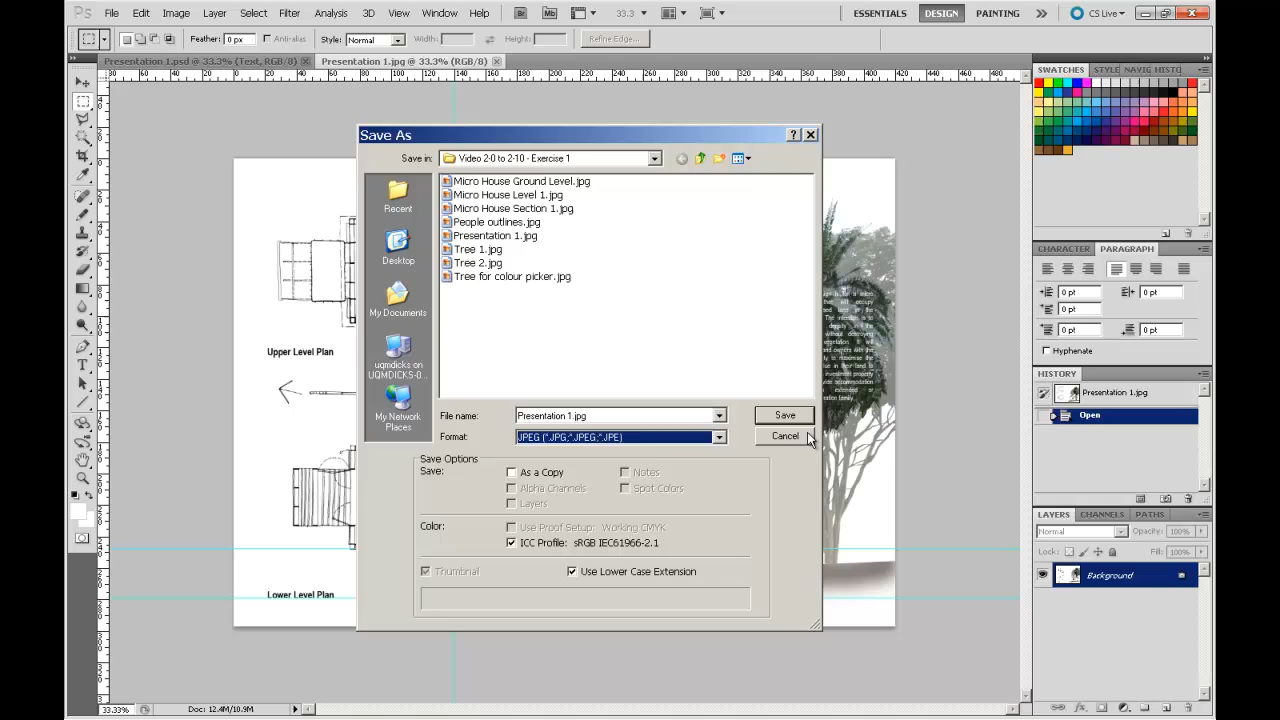 Ps File Edit Image Layer Select Filter Analysis 3D View Window Help Br Mb 33.3 ESSENTIALS DESIGN PAINTING CS Live
Feather: 0 px Anti-alias Style: Normal Width: Height: Refine Edge...
Presentation 1.psd @ 33.3% (Text, RGB/8) Presentation 1.jpg @ 33.3% (RGB/8)
Save As
Save in: Video 2-0 to 2-10 - Exercise 1
Micro House Ground Level.jpg
Micro House Level 1.jpg
Micro House Section 1.jpg
People outlines.jpg
Presentation 1.jpg
Tree 1.jpg
Tree 2.jpg
Tree for colour picker.jpg
Recent
Desktop
My Documents
uqmdicks on
UQMDICKS-0...
My Network
Places
File name: Presentation 1.jpg Save
Format: JPEG (*.JPG;*.JPEG;*.JPE) Cancel
Save Options
Save: As a Copy Notes
Alpha Channels Spot Colors
Layers
Color: Use Proof Setup: Working CMYK
ICC Profile: sRGB IEC61966-2.1
Thumbnail Use Lower Case Extension
Upper Level Plan
Lower Level Plan
SWATCHES STYLE NAVIG HISTO
CHARACTER PARAGRAPH
0 pt 0 pt
0 pt
0 pt 0 pt
Hyphenate
HISTORY
Presentation 1.jpg
Open
LAYERS CHANNELS PATHS
Normal Opacity: 100%
Lock: Fill: 100%
Background
33.33% Doc: 12.4M/10.9M